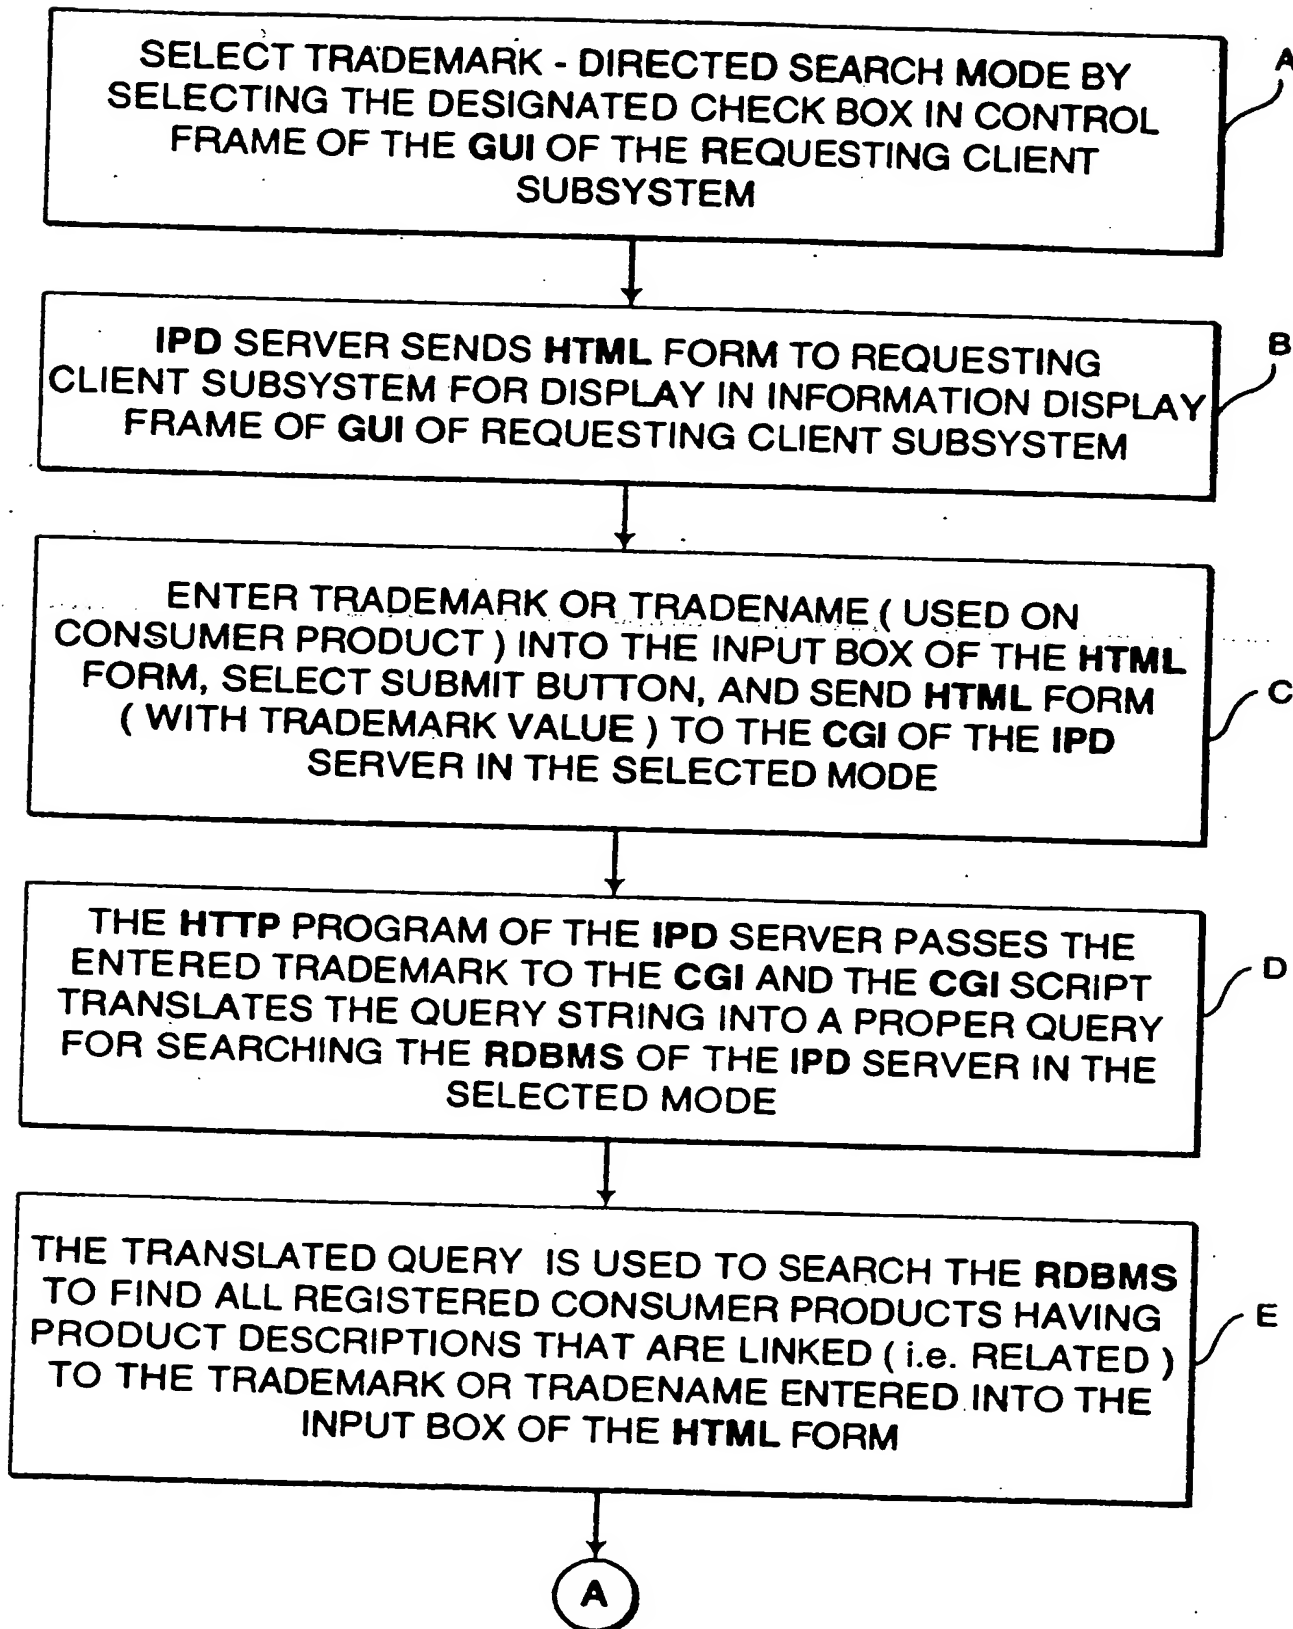 SELECT TRADEMARK - DIRECTED SEARCH MODE BY
SELECTING THE DESIGNATED CHECK BOX IN CONTROL
FRAME OF THE GUI OF THE REQUESTING CLIENT
SUBSYSTEM
A
IPD SERVER SENDS HTML FORM TO REQUESTING
CLIENT SUBSYSTEM FOR DISPLAY IN INFORMATION DISPLAY
FRAME OF GUI OF REQUESTING CLIENT SUBSYSTEM
B
ENTER TRADEMARK OR TRADENAME ( USED ON
CONSUMER PRODUCT ) INTO THE INPUT BOX OF THE HTML
FORM, SELECT SUBMIT BUTTON, AND SEND HTML FORM
( WITH TRADEMARK VALUE ) TO THE CGI OF THE IPD
SERVER IN THE SELECTED MODE
C
THE HTTP PROGRAM OF THE IPD SERVER PASSES THE
ENTERED TRADEMARK TO THE CGI AND THE CGI SCRIPT
TRANSLATES THE QUERY STRING INTO A PROPER QUERY
FOR SEARCHING THE RDBMS OF THE IPD SERVER IN THE
SELECTED MODE
D
THE TRANSLATED QUERY IS USED TO SEARCH THE RDBMS
TO FIND ALL REGISTERED CONSUMER PRODUCTS HAVING
PRODUCT DESCRIPTIONS THAT ARE LINKED ( i.e. RELATED )
TO THE TRADEMARK OR TRADENAME ENTERED INTO THE
INPUT BOX OF THE HTML FORM
E
A